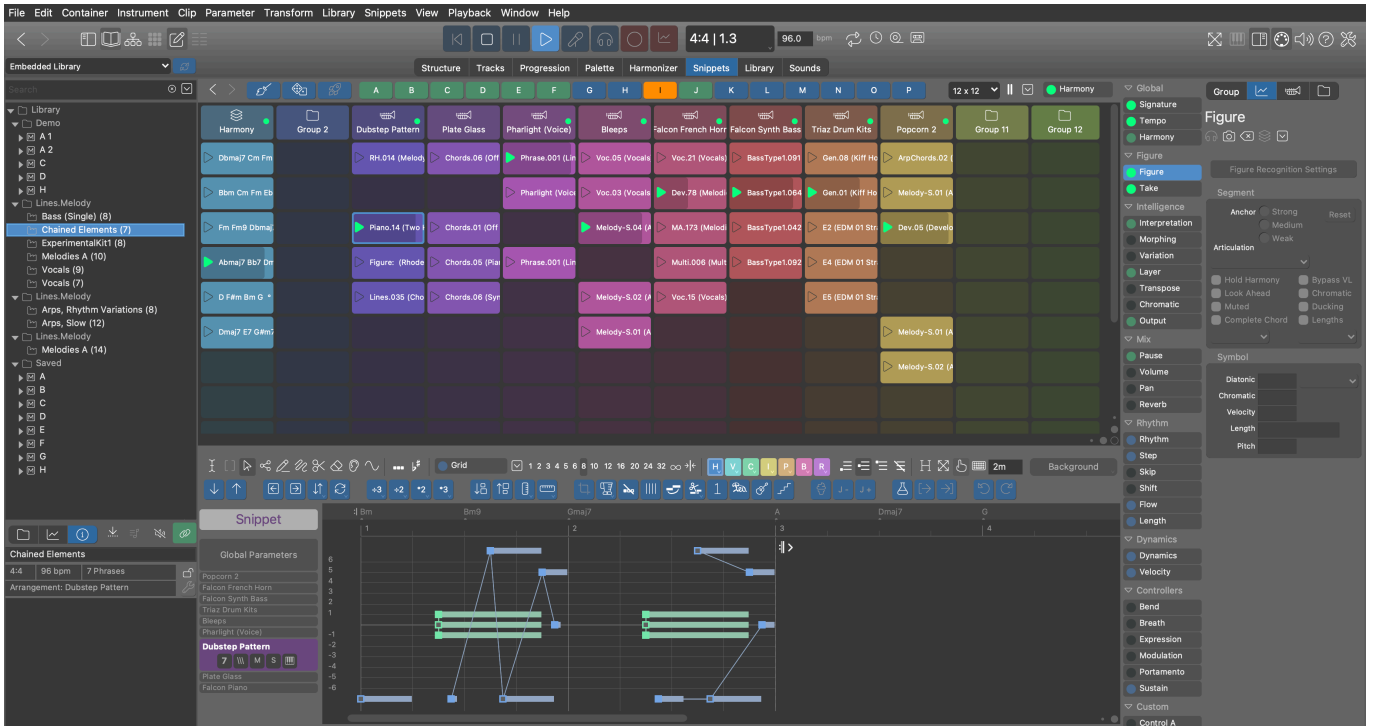 File Edit Container Instrument Clip Parameter Transform Library Snippets View Playback Window Help
4:4 | 1.3 96.0 bpm
Embedded Library
Structure Tracks Progression Palette Harmonizer Snippets Library Sounds
Search
A B C D E F G H I J K L M N O P 12 x 12 Harmony
Library
Demo
A 1
A 2
C
D
H
Lines.Melody
Bass (Single) (8)
Chained Elements (7)
ExperimentalKit1 (8)
Melodies A (10)
Vocals (9)
Vocals (7)
Lines.Melody
Arps, Rhythm Variations (8)
Arps, Slow (12)
Lines.Melody
Melodies A (14)
Saved
A
B
C
D
E
F
G
H
Harmony Group 2 Dubstep Pattern Plate Glass Pharlight (Voice) Bleeps Falcon French Horr Falcon Synth Bass Triaz Drum Kits Popcorn 2 Group 11 Group 12
Dbmaj7 Cm Fm RH.014 (Melody Chords.06 (Off Phrase.001 (Lin Voc.05 (Vocals Voc.21 (Vocals) BassType1.091 Gen.08 (Kiff Ho ArpChords.02 (
Bbm Cm Fm Eb Pharlight (Voice Voc.03 (Vocals Dev.78 (Melodi BassType1.064 Gen.01 (Kiff Ho Melody-S.01 (A
Fm Fm9 Dbmaj Piano.14 (Two Chords.01 (Off Melody-S.04 (A MA.173 (Melodi BassType1.042 E2 (EDM 01 Str Dev.05 (Develo
Abmaj7 Bb7 Dm Figure: (Rhode Chords.05 (Pia Phrase.001 (Lin Multi.006 (Mult BassType1.092 E4 (EDM 01 Str
D F#m Bm G Lines.035 (Cho Chords.06 (Syn Melody-S.02 (A Voc.15 (Vocals) E5 (EDM 01 Str
Dmaj7 E7 G#m7 Melody-S.01 (A Melody-S.01 (A
Melody-S.02 (A
Grid 1 2 3 4 5 6 8 10 12 16 20 24 32 ∞ H V C I P B R 2m Background
÷3 ÷2 *2 *3 J- J+
Chained Elements
4:4 96 bpm 7 Phrases
Arrangement: Dubstep Pattern
Snippet
Global Parameters
Popcorn 2
Falcon French Horn
Falcon Synth Bass
Triaz Drum Kits
Bleeps
Pharlight (Voice)
Dubstep Pattern
7 M S
Plate Glass
Falcon Piano
Bm Bm9 Gmaj7 A Dmaj7 G
1 2 3 4
6
5
4
3
2
1
-1
-2
-3
-4
-5
-6
Global
Signature
Tempo
Harmony
Figure
Figure
Take
Intelligence
Interpretation
Morphing
Variation
Layer
Transpose
Chromatic
Output
Mix
Pause
Volume
Pan
Reverb
Rhythm
Rhythm
Step
Skip
Shift
Flow
Length
Dynamics
Dynamics
Velocity
Controllers
Bend
Breath
Expression
Modulation
Portamento
Sustain
Custom
Control A
Group
Figure
Figure Recognition Settings
Segment
Anchor Strong Reset
Medium
Weak
Articulation
Hold Harmony Bypass VL
Look Ahead Chromatic
Muted Ducking
Complete Chord Lengths
Symbol
Diatonic
Chromatic
Velocity
Length
Pitch